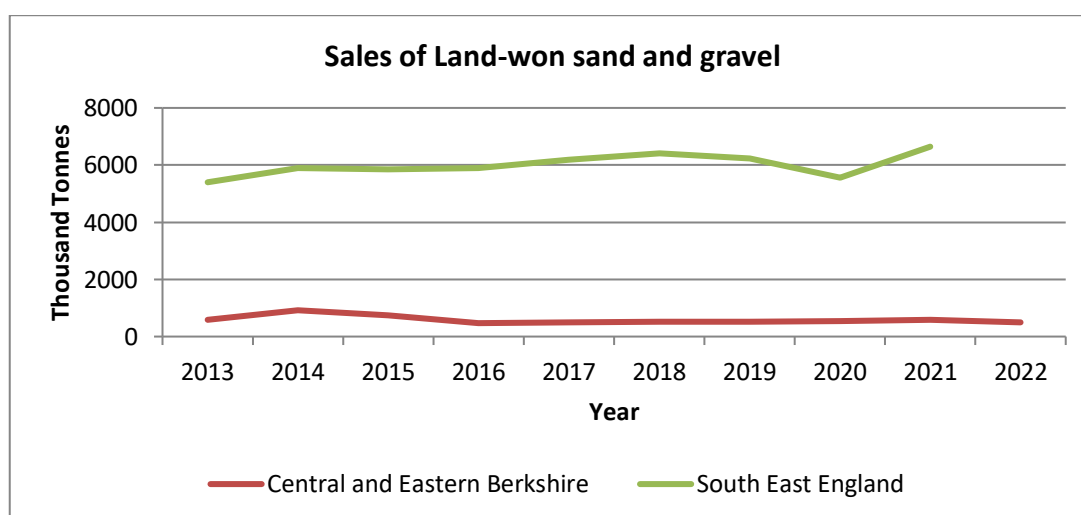 Sales of Land-won sand and gravel
Thousand Tonnes
8000
6000
4000
2000
0
2013 2014 2015 2016 2017 2018 2019 2020 2021 2022
Year
Central and Eastern Berkshire South East England